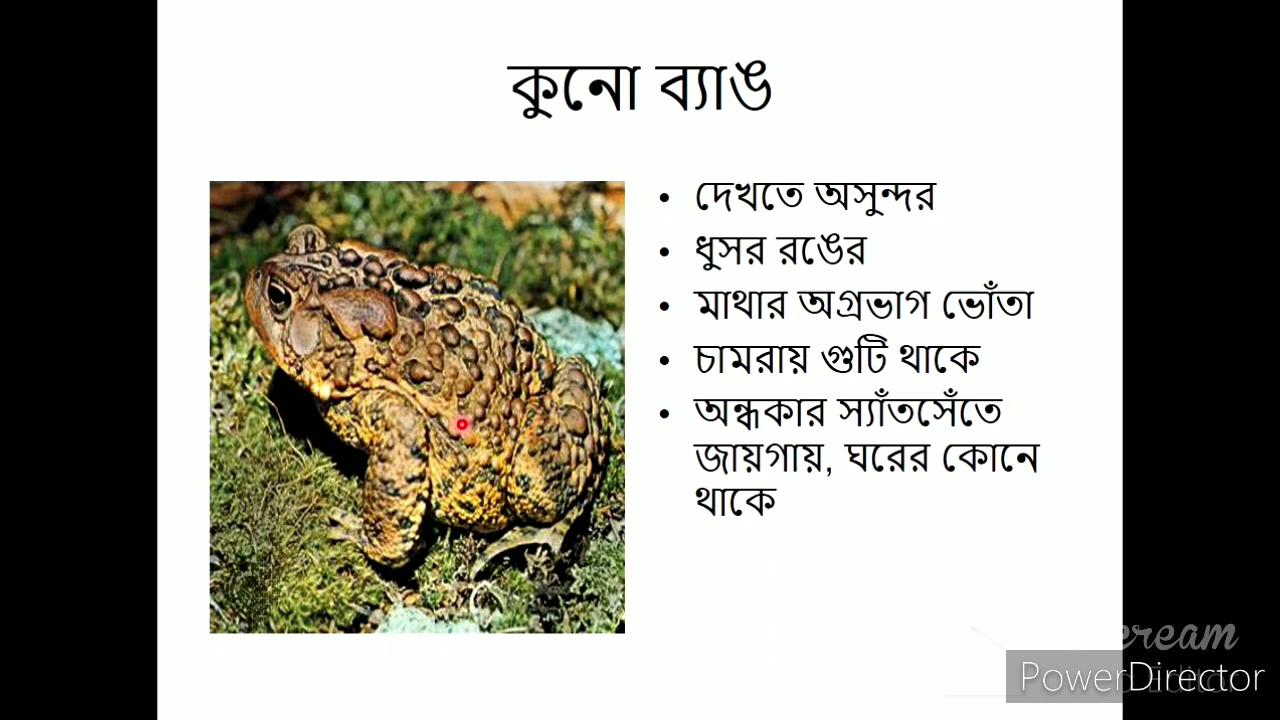 কুনো ব্যাঙ
• দেখতে অসুন্দর
• ধুসর রঙের
• মাথার অগ্রভাগ ভোঁতা
• চামরায় গুটি থাকে
• অন্ধকার স্যাঁতসেঁতে
জায়গায়, ঘরের কোনে
থাকে
PowerDirector